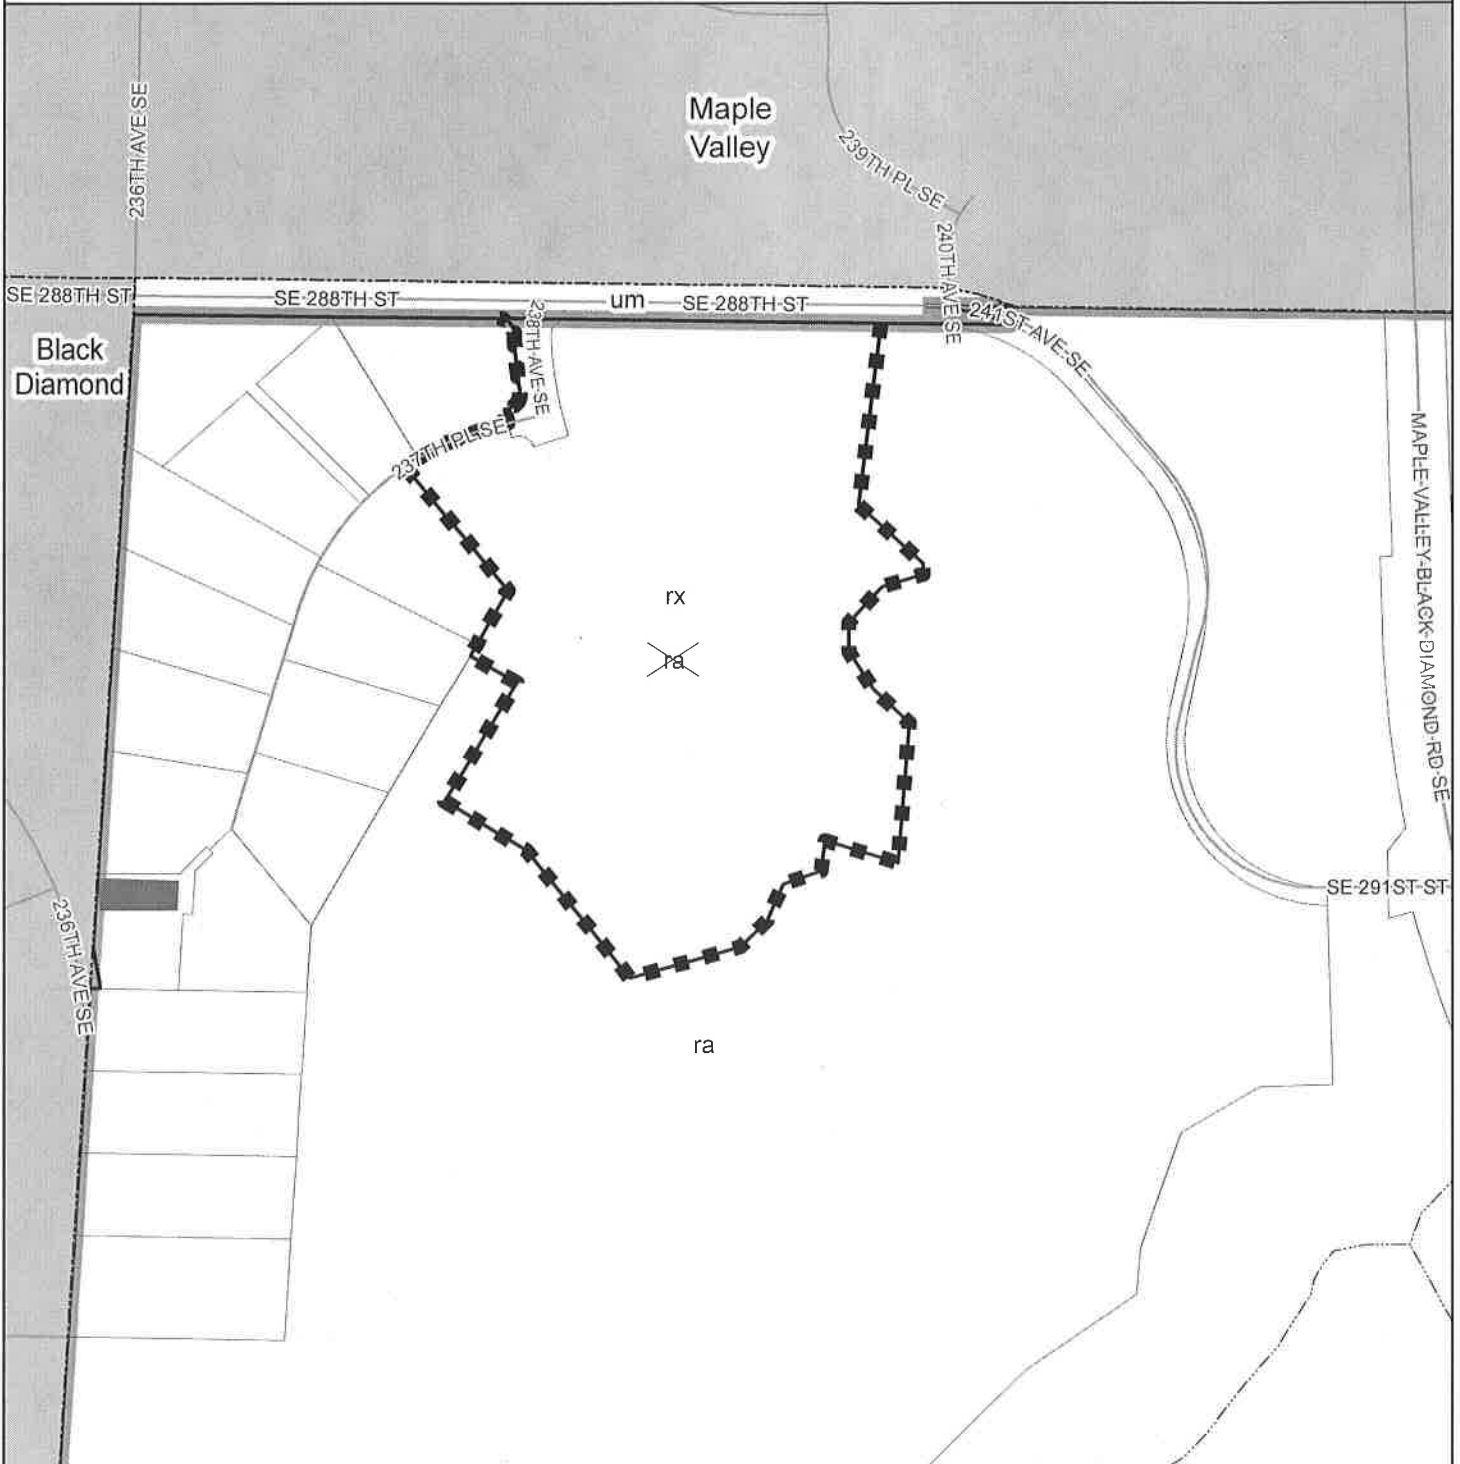 236TH AVE SE
Maple
Valley
239TH PL SE
240TH AVE SE
SE 288TH ST
SE 288TH ST
um
SE 288TH ST
241ST AVE SE
238TH AVE SE
Black
Diamond
237TH PL SE
MAPLE VALLEY-BLACK DIAMOND RD SE
rx
ra
SE 291ST ST
236TH AVE SE
ra